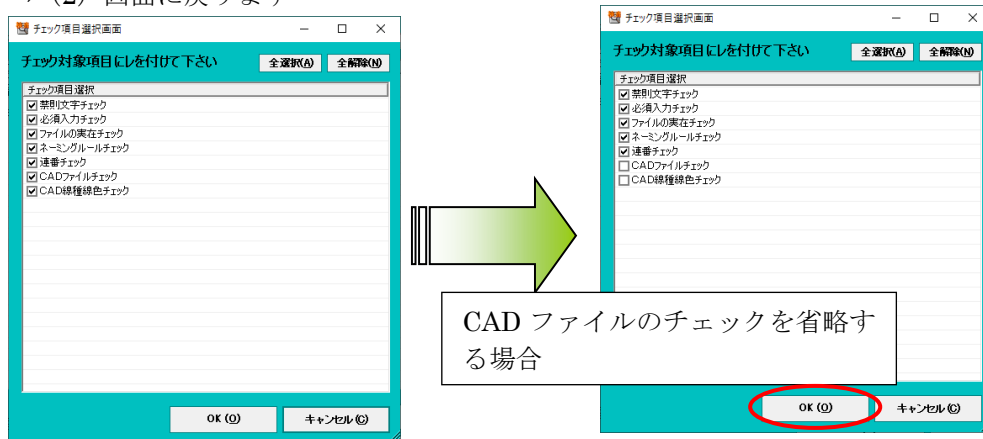 チェック項目選択画面
チェック対象項目にレを付けて下さい 全選択(A) 全解除(N)
チェック項目選択
禁則文字チェック
必須入力チェック
ファイルの実在チェック
ネーミングルールチェック
連番チェック
CADファイルチェック
CAD線種線色チェック
OK (O) キャンセル(C)
チェック項目選択画面
チェック対象項目にレを付けて下さい 全選択(A) 全解除(N)
チェック項目選択
禁則文字チェック
必須入力チェック
ファイルの実在チェック
ネーミングルールチェック
連番チェック
CADファイルチェック
CAD線種線色チェック
CAD ファイルのチェックを省略す
る場合
OK (O) キャンセル(C)